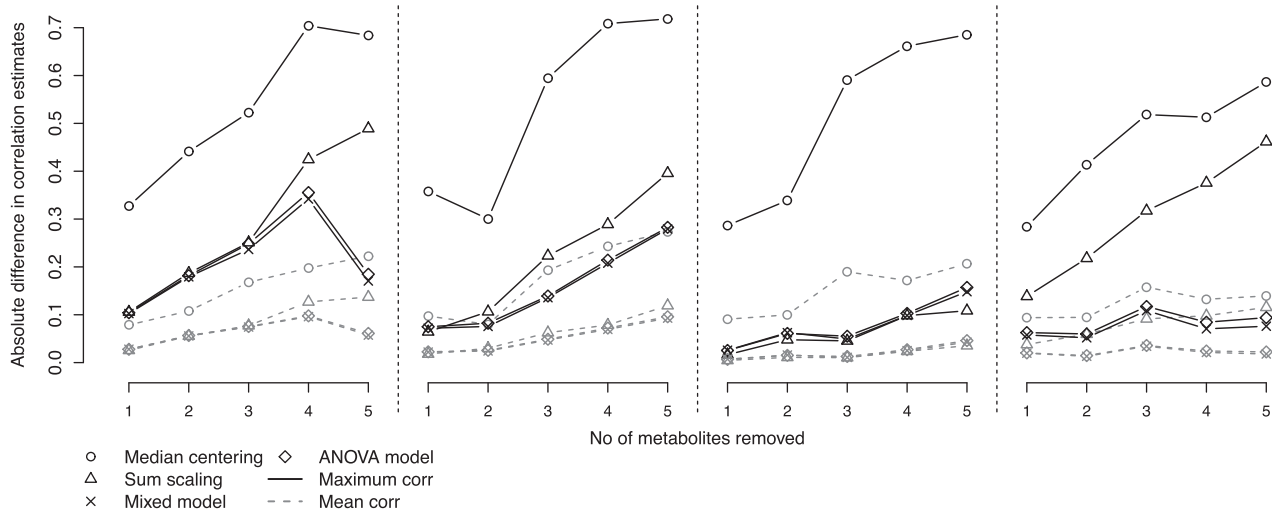 Absolute difference in correlation estimates
0.7
0.6
0.5
0.4
0.3
0.2
0.1
0.0
1 2 3 4 5 1 2 3 4 5 1 2 3 4 5 1 2 3 4 5
No of metabolites removed
Median centering ANOVA model
Sum scaling Maximum corr
Mixed model Mean corr